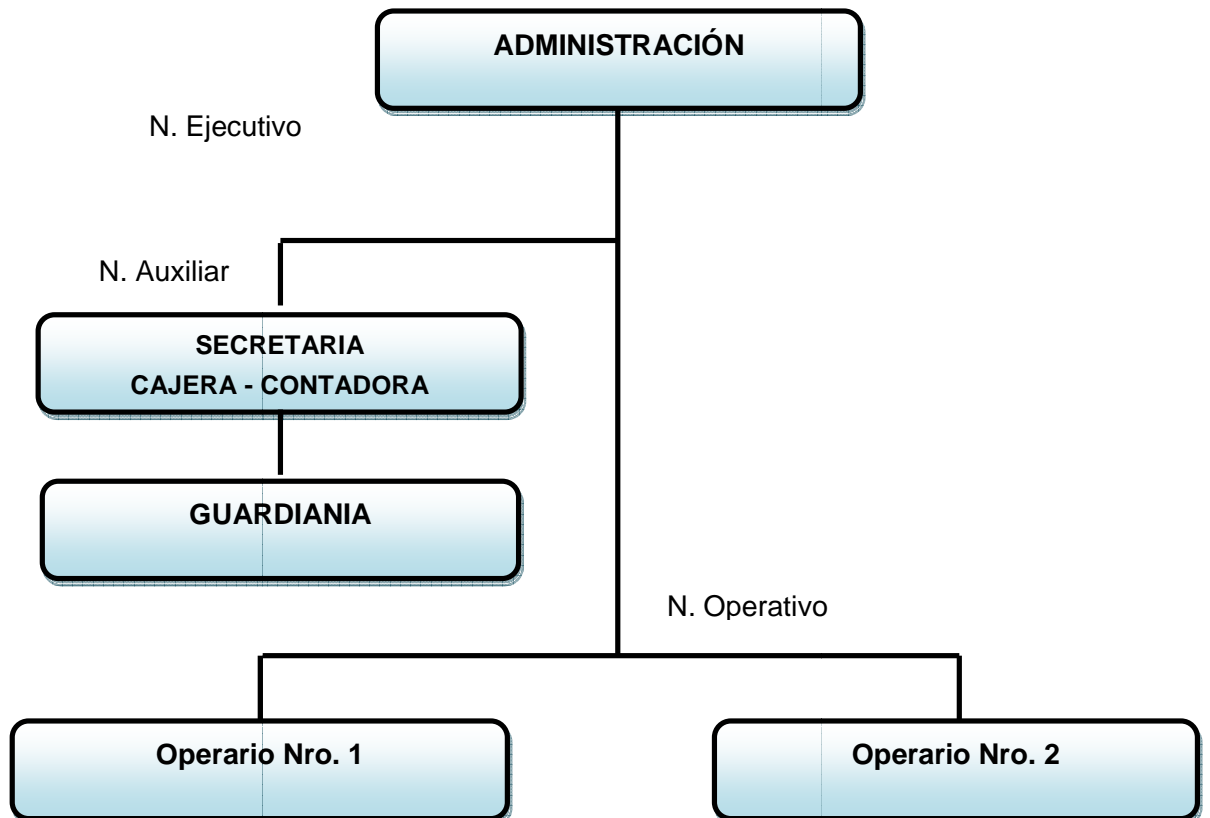 ADMINISTRACIÓN
N. Ejecutivo
N. Auxiliar
SECRETARIA
CAJERA - CONTADORA
GUARDIANIA
N. Operativo
Operario Nro. 1
Operario Nro. 2